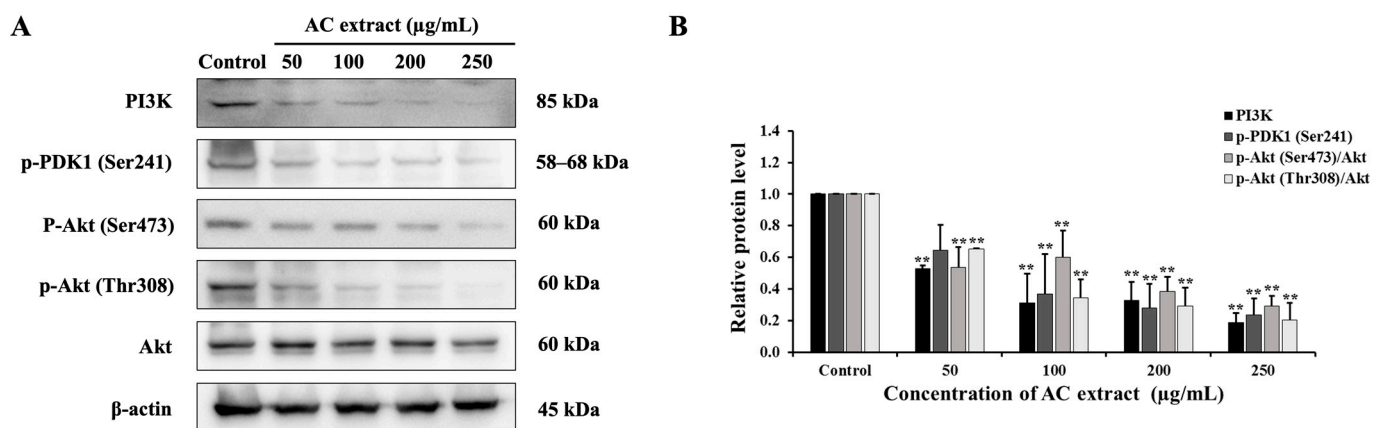 A
AC extract (µg/mL)
Control 50 100 200 250
PI3K 85 kDa
p-PDK1 (Ser241) 58–68 kDa
P-Akt (Ser473) 60 kDa
p-Akt (Thr308) 60 kDa
Akt 60 kDa
β-actin 45 kDa
B
PI3K
p-PDK1 (Ser241)
p-Akt (Ser473)/Akt
p-Akt (Thr308)/Akt
Relative protein level
1.4
1.2
1.0
0.8
0.6
0.4
0.2
0.0
** ** **
** ** ** **
** ** ** **
** ** ** **
Control 50 100 200 250
Concentration of AC extract (µg/mL)